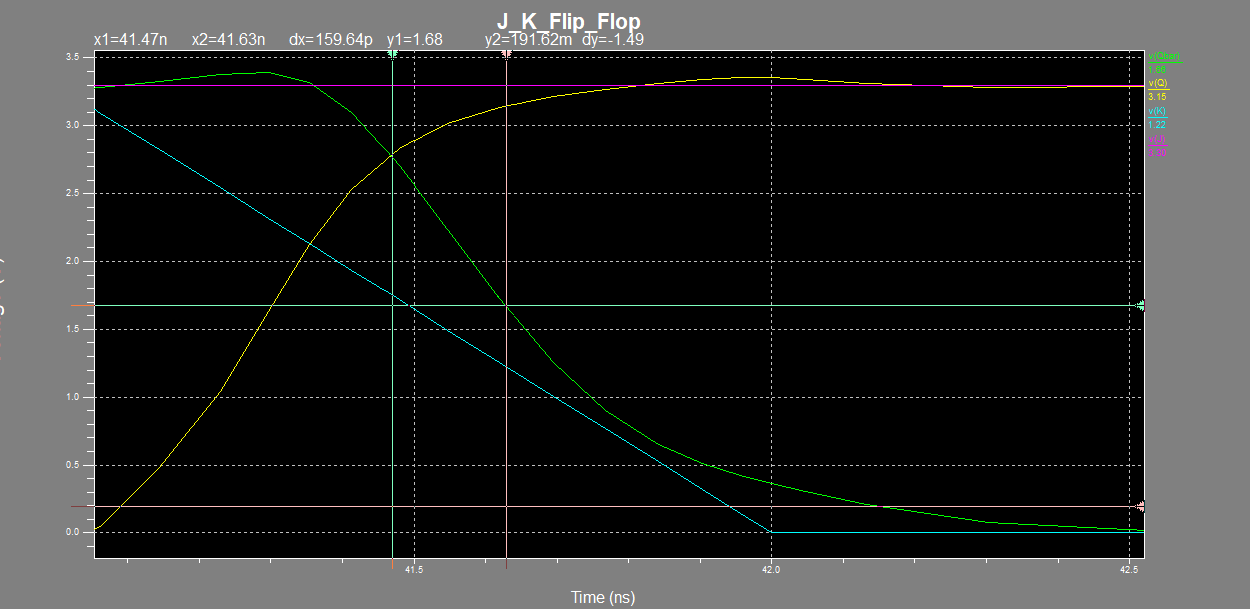 J_K_Flip_Flop
x1=41.47n x2=41.63n dx=159.64p y1=1.68 y2=191.62m dy=-1.49
3.5
3.0
2.5
2.0
1.5
1.0
0.5
0.0
41.5 42.0 42.5
Time (ns)
v(Qbar)
1.66
v(Q)
3.15
v(K)
1.22
v(J)
3.30